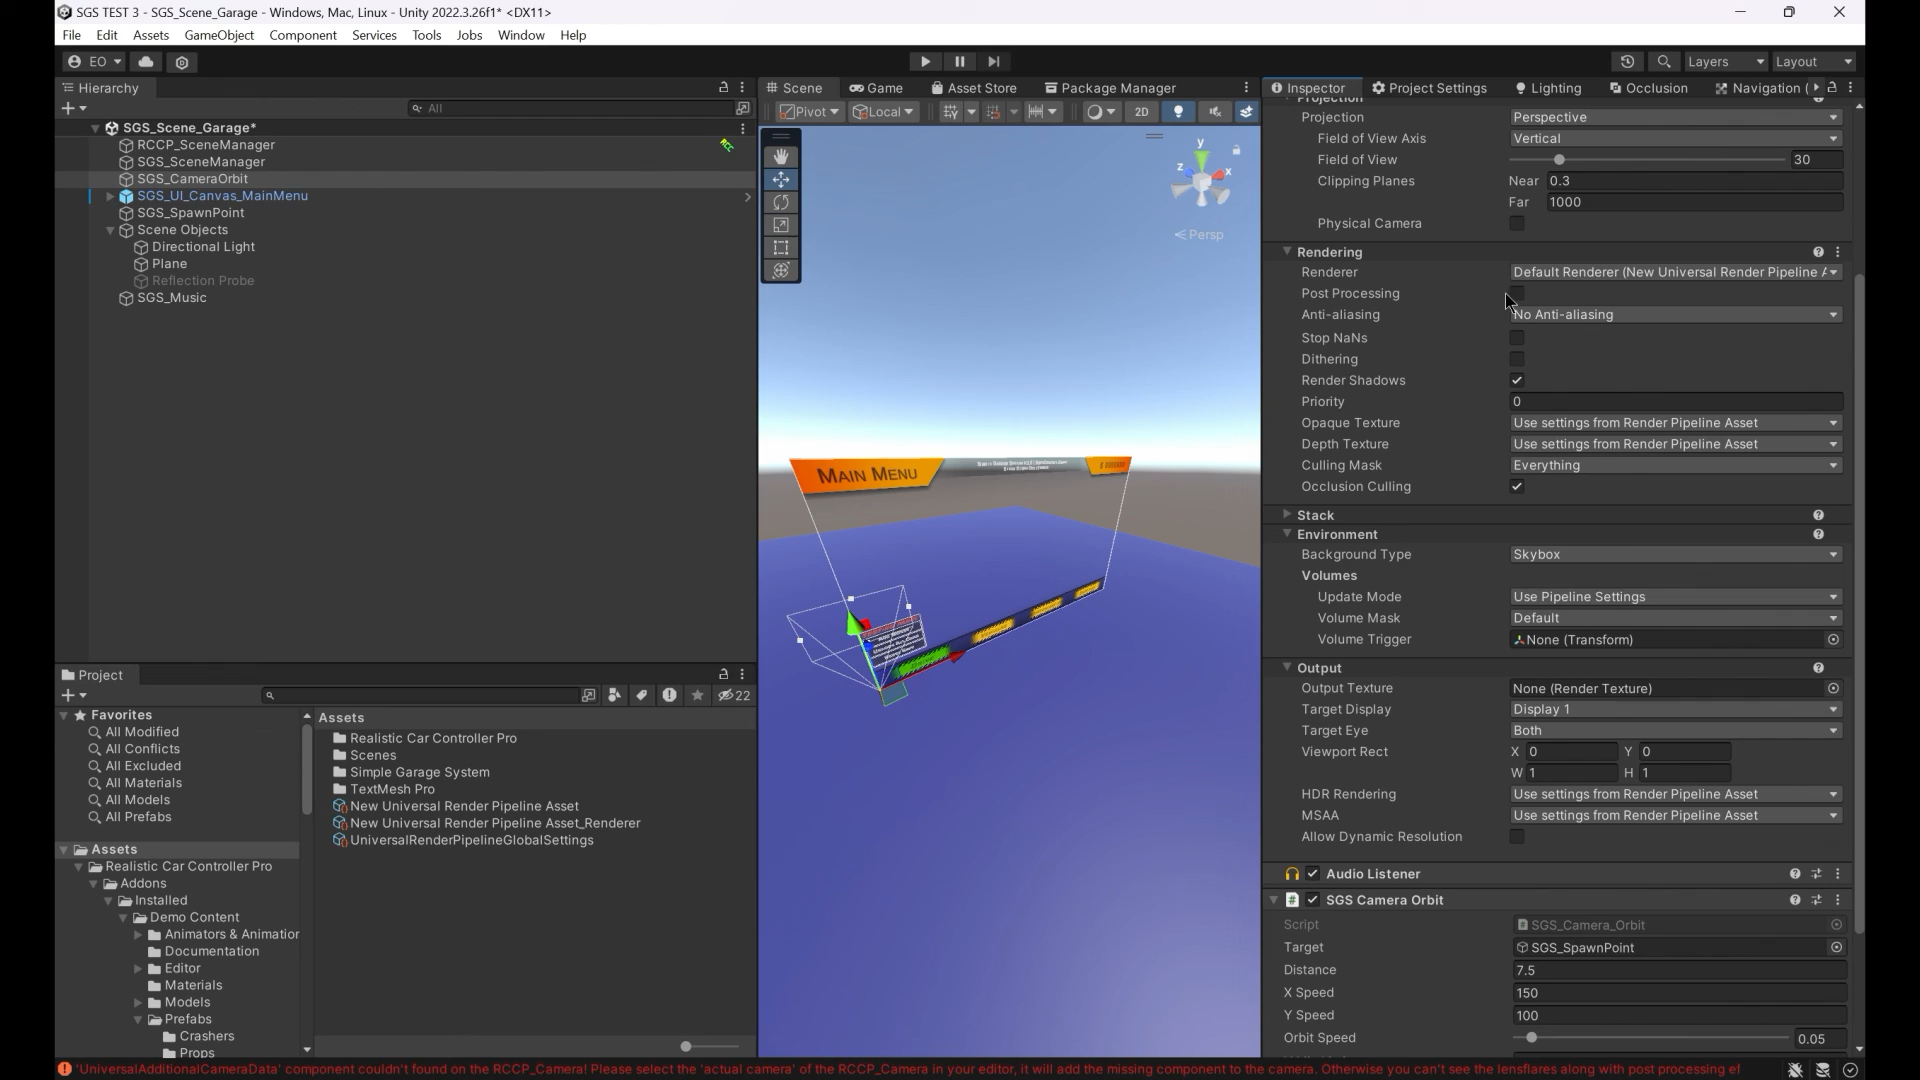 SGS TEST 3 - SGS_Scene_Garage - Windows, Mac, Linux - Unity 2022.3.26f1* <DX11>
File Edit Assets GameObject Component Services Tools Jobs Window Help
EO Layers Layout
Hierarchy
All
SGS_Scene_Garage*
RCCP_SceneManager
SGS_SceneManager
SGS_CameraOrbit
SGS_UI_Canvas_MainMenu
SGS_SpawnPoint
Scene Objects
Directional Light
Plane
Reflection Probe
SGS_Music
Scene Game Asset Store Package Manager
Pivot Local 2D
y
z
x
Persp
MAIN MENU
Inspector Project Settings Lighting Occlusion Navigation (
Projection
Projection Perspective
Field of View Axis Vertical
Field of View 30
Clipping Planes Near 0.3
Far 1000
Physical Camera
Rendering
Renderer Default Renderer (New Universal Render Pipeline A
Post Processing
Anti-aliasing No Anti-aliasing
Stop NaNs
Dithering
Render Shadows
Priority 0
Opaque Texture Use settings from Render Pipeline Asset
Depth Texture Use settings from Render Pipeline Asset
Culling Mask Everything
Occlusion Culling
Stack
Environment
Background Type Skybox
Volumes
Update Mode Use Pipeline Settings
Volume Mask Default
Volume Trigger None (Transform)
Output
Output Texture None (Render Texture)
Target Display Display 1
Target Eye Both
Viewport Rect X 0 Y 0
W 1 H 1
HDR Rendering Use settings from Render Pipeline Asset
MSAA Use settings from Render Pipeline Asset
Allow Dynamic Resolution
Audio Listener
SGS Camera Orbit
Script SGS_Camera_Orbit
Target SGS_SpawnPoint
Distance 7.5
X Speed 150
Y Speed 100
Orbit Speed 0.05
Project
22
Favorites
All Modified
All Conflicts
All Excluded
All Materials
All Models
All Prefabs
Assets
Realistic Car Controller Pro
Addons
Installed
Demo Content
Animators & Animation
Documentation
Editor
Materials
Models
Prefabs
Crashers
Props
Assets
Realistic Car Controller Pro
Scenes
Simple Garage System
TextMesh Pro
New Universal Render Pipeline Asset
New Universal Render Pipeline Asset_Renderer
UniversalRenderPipelineGlobalSettings
'UniversalAdditionalCameraData' component couldn't found on the RCCP_Camera! Please select the 'actual camera' of the RCCP_Camera in your editor, it will add the missing component to the camera. Otherwise you can't see the lensflares along with post processing ef